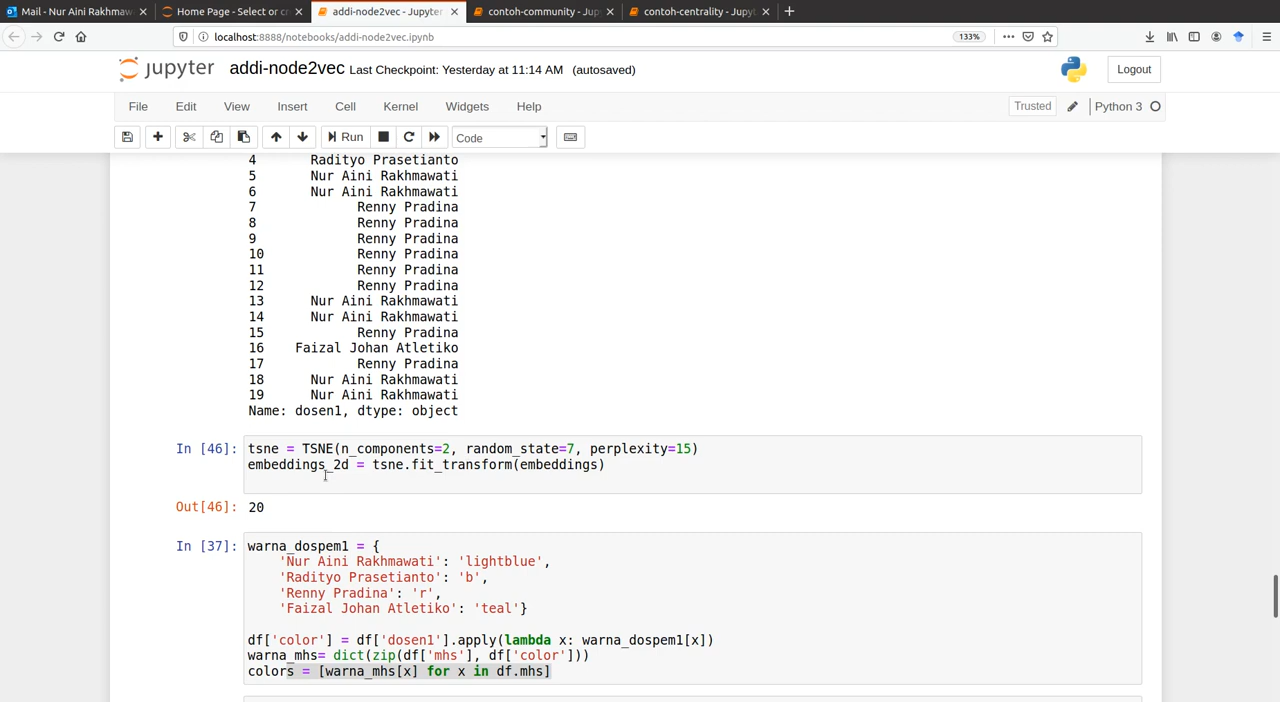 Mail - Nur Aini Rakhmaw
Home Page - Select or cr
addi-node2vec - Jupyter
contoh-community - Jup
contoh-centrality - Jupyt
localhost:8888/notebooks/addi-node2vec.ipynb
133%
jupyter addi-node2vec Last Checkpoint: Yesterday at 11:14 AM (autosaved)
Logout
File Edit View Insert Cell Kernel Widgets Help
Trusted
Python 3
Run
Code
4 Radityo Prasetianto
5 Nur Aini Rakhmawati
6 Nur Aini Rakhmawati
7 Renny Pradina
8 Renny Pradina
9 Renny Pradina
10 Renny Pradina
11 Renny Pradina
12 Renny Pradina
13 Nur Aini Rakhmawati
14 Nur Aini Rakhmawati
15 Renny Pradina
16 Faizal Johan Atletiko
17 Renny Pradina
18 Nur Aini Rakhmawati
19 Nur Aini Rakhmawati
Name: dosen1, dtype: object
In [46]: tsne = TSNE(n_components=2, random_state=7, perplexity=15)
embeddings_2d = tsne.fit_transform(embeddings)
Out[46]: 20
In [37]: warna_dospem1 = {
'Nur Aini Rakhmawati': 'lightblue',
'Radityo Prasetianto': 'b',
'Renny Pradina': 'r',
'Faizal Johan Atletiko': 'teal'}
df['color'] = df['dosen1'].apply(lambda x: warna_dospem1[x])
warna_mhs= dict(zip(df['mhs'], df['color']))
colors = [warna_mhs[x] for x in df.mhs]